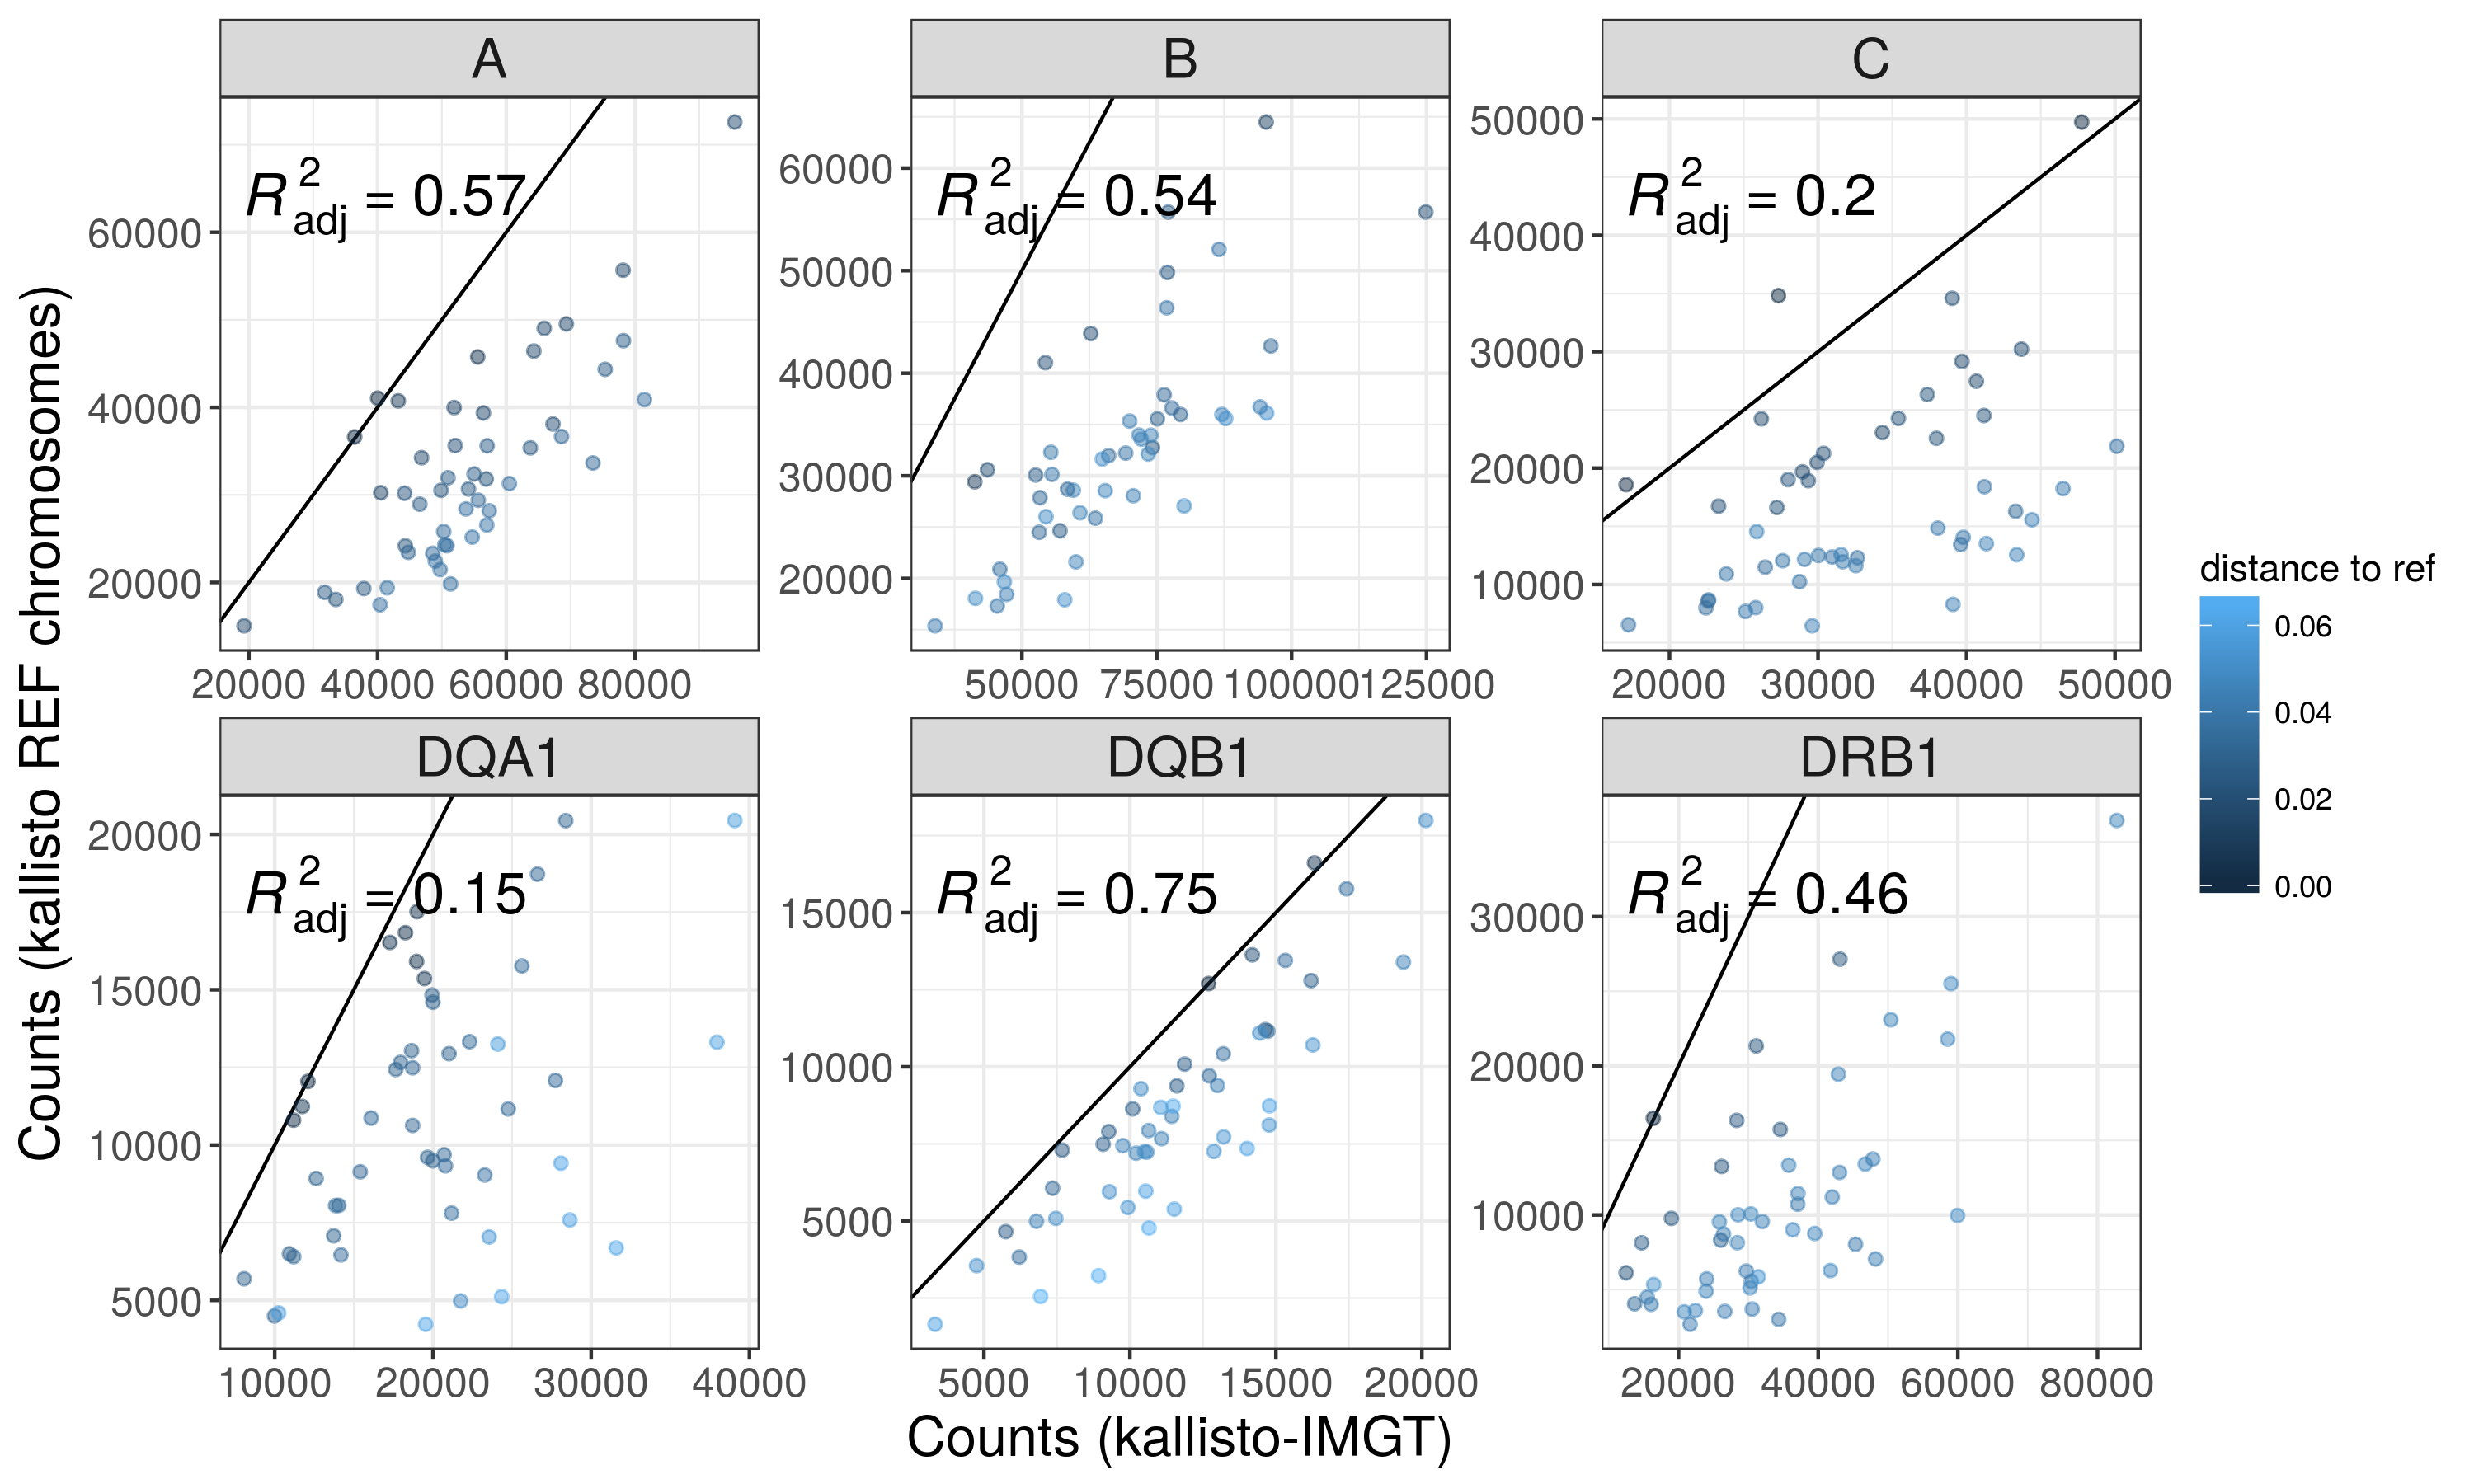 A
B
C
R²adj = 0.57
R²adj = 0.54
R²adj = 0.2
60000
40000
20000
60000
50000
40000
30000
20000
50000
40000
30000
20000
10000
20000 40000 60000 80000
50000 75000 100000 125000
20000 30000 40000 50000
DQA1
DQB1
DRB1
R²adj = 0.15
R²adj = 0.75
R²adj = 0.46
20000
15000
10000
5000
15000
10000
5000
30000
20000
10000
10000 20000 30000 40000
5000 10000 15000 20000
20000 40000 60000 80000
Counts (kallisto REF chromosomes)
Counts (kallisto-IMGT)
distance to ref
0.06
0.04
0.02
0.00